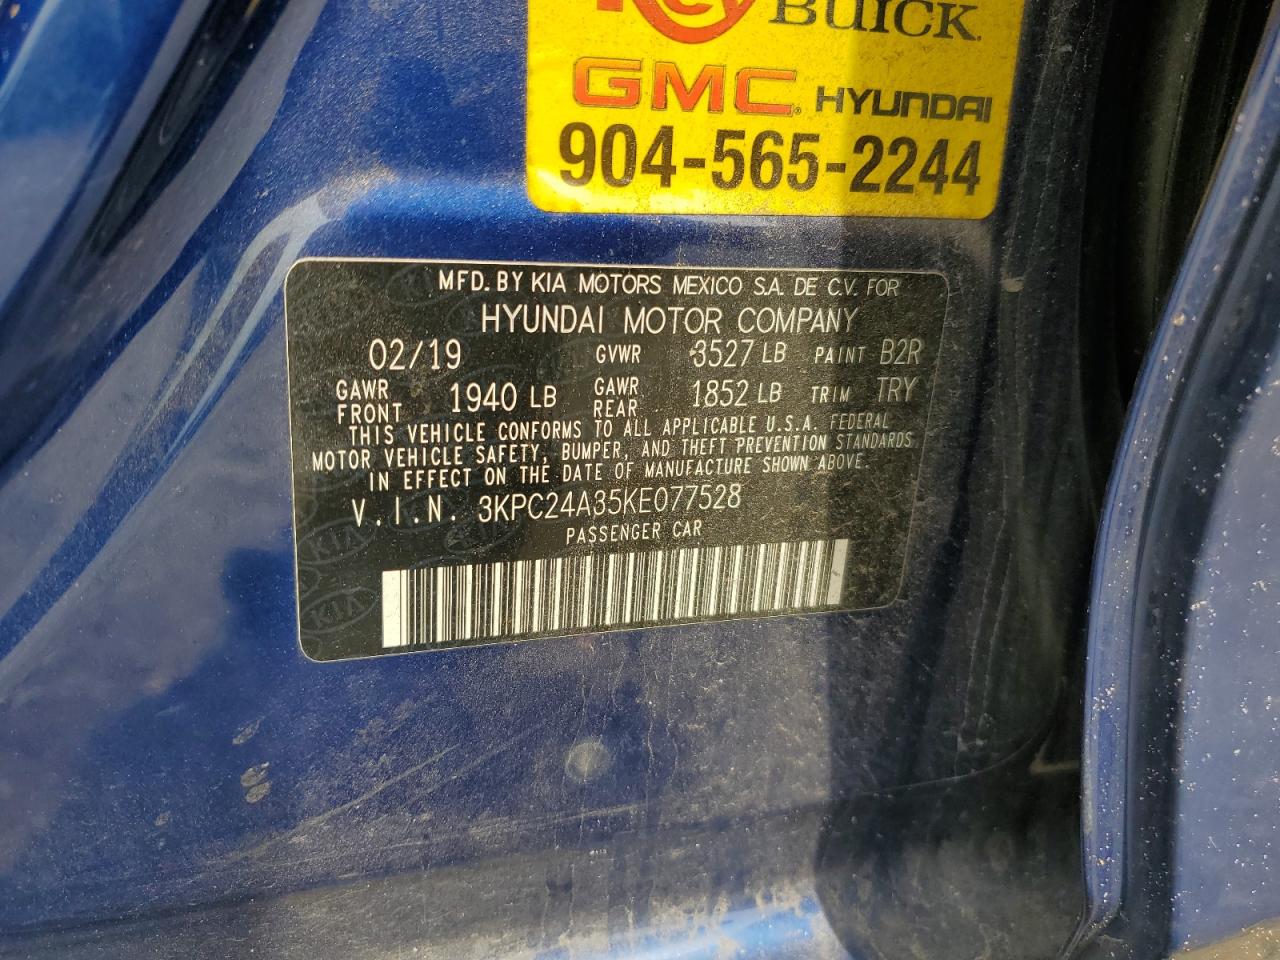 BUICK
GMC HYUNDAI
904-565-2244
MFD. BY KIA MOTORS MEXICO S.A. DE C.V. FOR
HYUNDAI MOTOR COMPANY
02/19 GVWR 3527 LB PAINT B2R
GAWR FRONT 1940 LB GAWR REAR 1852 LB TRIM TRY
THIS VEHICLE CONFORMS TO ALL APPLICABLE U.S.A. FEDERAL
MOTOR VEHICLE SAFETY, BUMPER, AND THEFT PREVENTION STANDARDS
IN EFFECT ON THE DATE OF MANUFACTURE SHOWN ABOVE.
V.I.N. 3KPC24A35KE077528
PASSENGER CAR
KIA
KIA